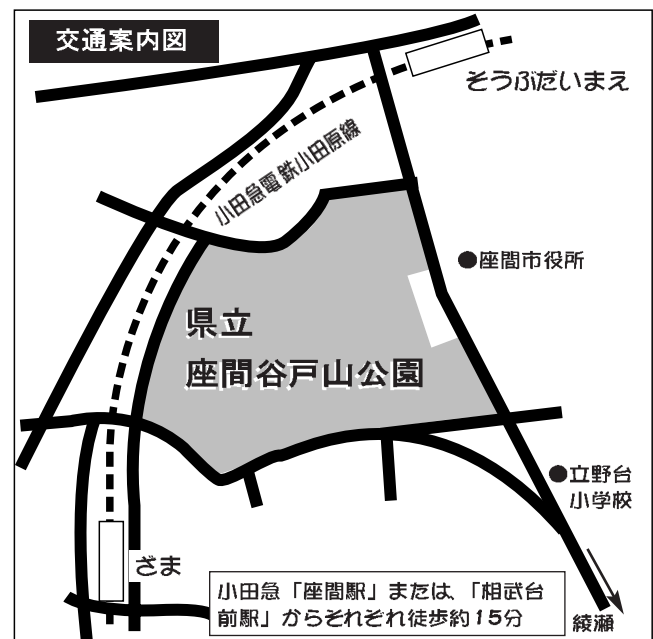 交通案内図
そうぶだいまえ
小田急電鉄小田原線
●座間市役所
県立
座間谷戸山公園
●立野台
小学校
ざま
小田急「座間駅」または、「相武台
前駅」からそれぞれ徒歩約15分
綾瀬